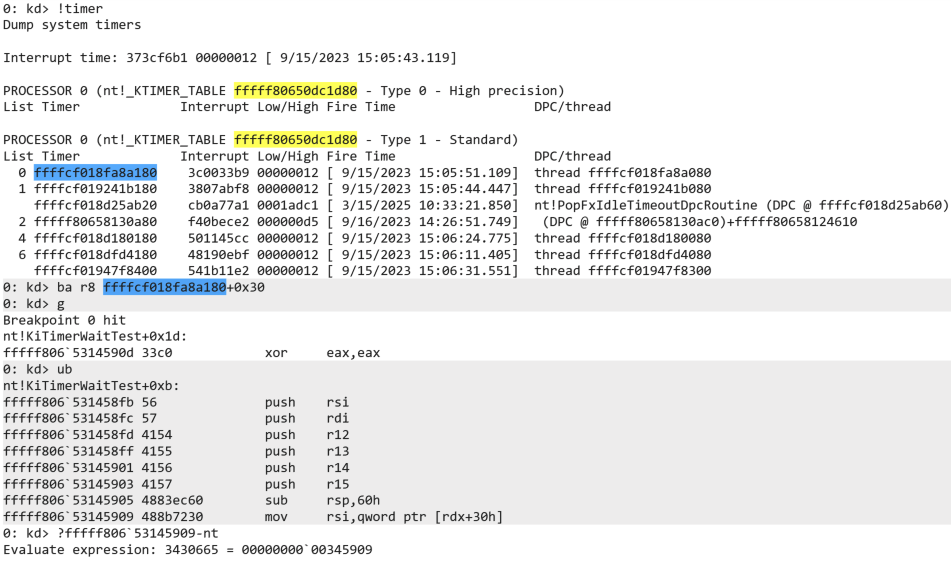 0: kd> !timer
Dump system timers
Interrupt time: 373cf6b1 00000012 [ 9/15/2023 15:05:43.119]
PROCESSOR 0 (nt!_KTIMER_TABLE fffff80650dc1d80 - Type 0 - High precision)
List Timer Interrupt Low/High Fire Time DPC/thread
PROCESSOR 0 (nt!_KTIMER_TABLE fffff80650dc1d80 - Type 1 - Standard)
List Timer Interrupt Low/High Fire Time DPC/thread
0 ffffcf018fa8a180 3c0033b9 00000012 [ 9/15/2023 15:05:51.109] thread ffffcf018fa8a080
1 ffffcf019241b180 3807abf8 00000012 [ 9/15/2023 15:05:44.447] thread ffffcf019241b080
ffffcf018d25ab20 cb0a77a1 0001adc1 [ 3/15/2025 10:33:21.850] nt!PopFxIdleTimeoutDpcRoutine (DPC @ ffffcf018d25ab60)
2 fffff80658130a80 f40bece2 000000d5 [ 9/16/2023 14:26:51.749] (DPC @ fffff80658130ac0)+fffff80658124610
4 ffffcf018d180180 501145cc 00000012 [ 9/15/2023 15:06:24.775] thread ffffcf018d180080
6 ffffcf018dfd4180 48190ebf 00000012 [ 9/15/2023 15:06:11.405] thread ffffcf018dfd4080
ffffcf01947f8400 541b11e2 00000012 [ 9/15/2023 15:06:31.551] thread ffffcf01947f8300
0: kd> ba r8 ffffcf018fa8a180+0x30
0: kd> g
Breakpoint 0 hit
nt!KiTimerWaitTest+0x1d:
fffff806`5314590d 33c0 xor eax,eax
0: kd> ub
nt!KiTimerWaitTest+0xb:
fffff806`531458fb 56 push rsi
fffff806`531458fc 57 push rdi
fffff806`531458fd 4154 push r12
fffff806`531458ff 4155 push r13
fffff806`53145901 4156 push r14
fffff806`53145903 4157 push r15
fffff806`53145905 4883ec60 sub rsp,60h
fffff806`53145909 488b7230 mov rsi,qword ptr [rdx+30h]
0: kd> ?fffff806`53145909-nt
Evaluate expression: 3430665 = 00000000`00345909